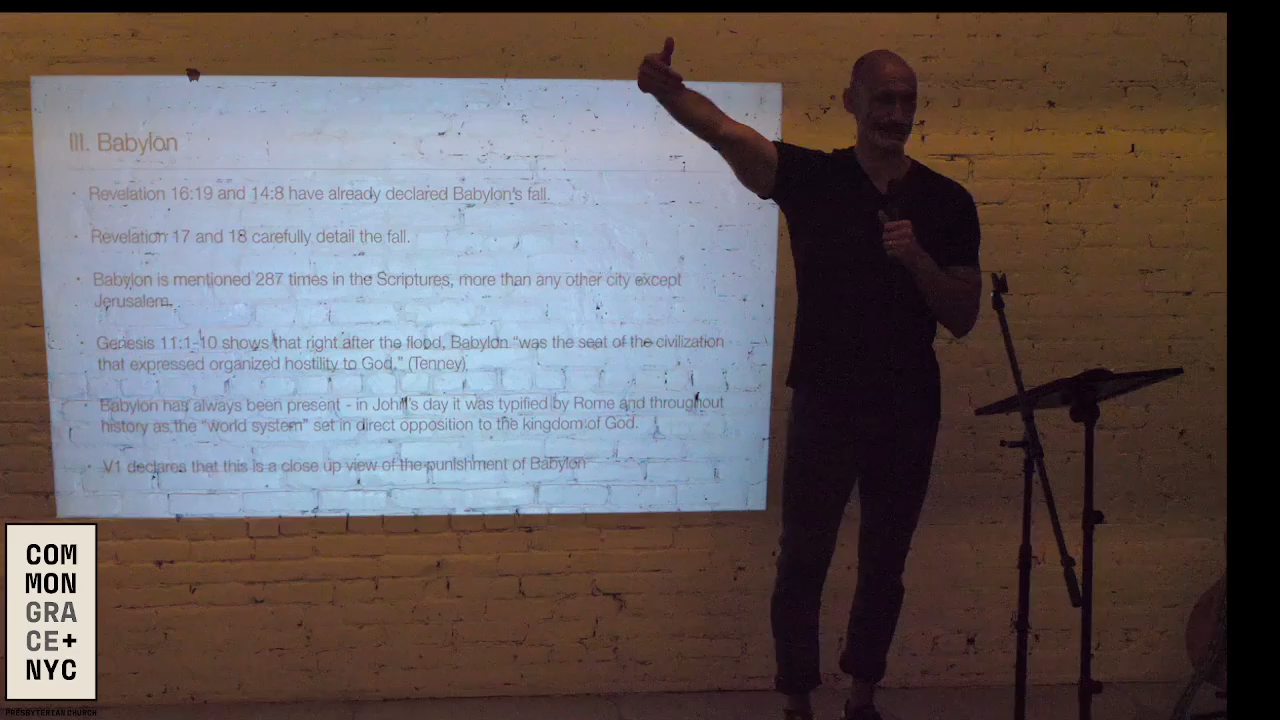 III. Babylon
· Revelation 16:19 and 14:8 have already declared Babylon's fall.
· Revelation 17 and 18 carefully detail the fall.
· Babylon is mentioned 287 times in the Scriptures, more than any other city except
Jerusalem.
· Genesis 11:1-10 shows that right after the flood, Babylon "was the seat of the civilization
that expressed organized hostility to God." (Tenney)
· Babylon has always been present - in John's day it was typified by Rome and throughout
history as the "world system" set in direct opposition to the kingdom of God.
· V1 declares that this is a close up view of the punishment of Babylon
COM
MON
GRA
CE+
NYC
PRESBYTEREAN CHURCH